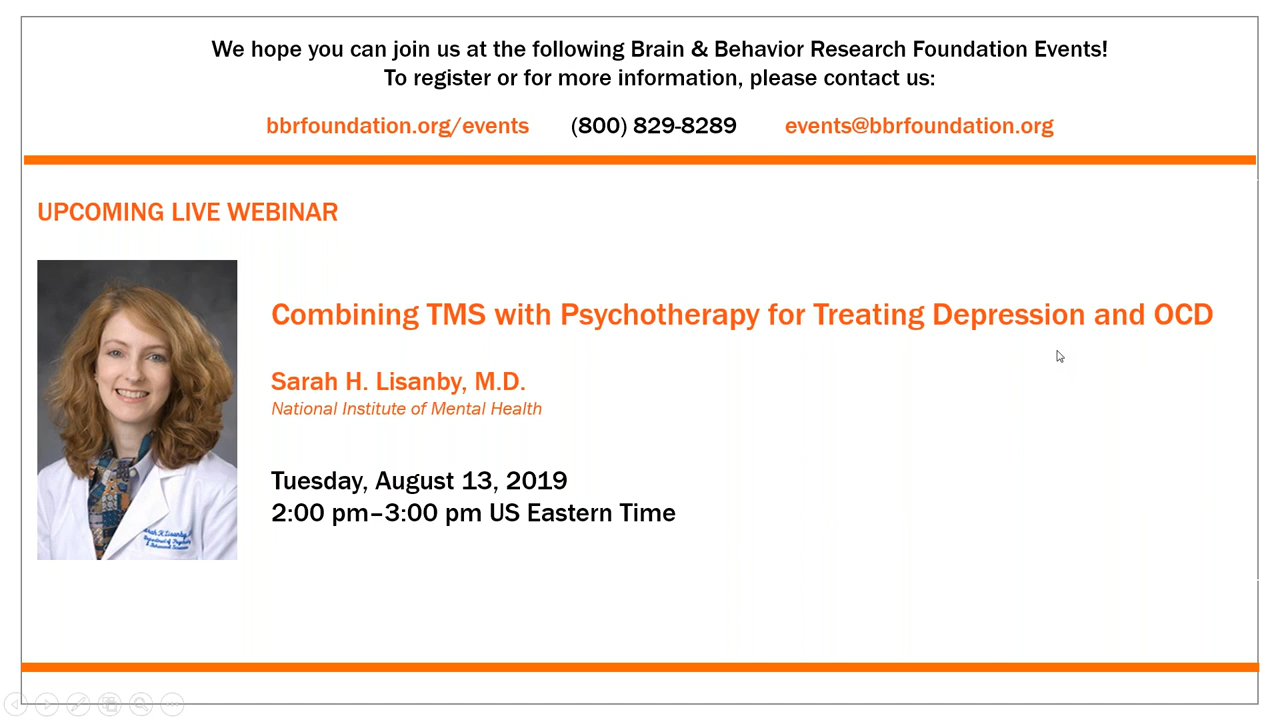 We hope you can join us at the following Brain & Behavior Research Foundation Events!
To register or for more information, please contact us:
bbrfoundation.org/events (800) 829-8289 events@bbrfoundation.org
UPCOMING LIVE WEBINAR
Combining TMS with Psychotherapy for Treating Depression and OCD
Sarah H. Lisanby, M.D.
National Institute of Mental Health
Tuesday, August 13, 2019
2:00 pm–3:00 pm US Eastern Time